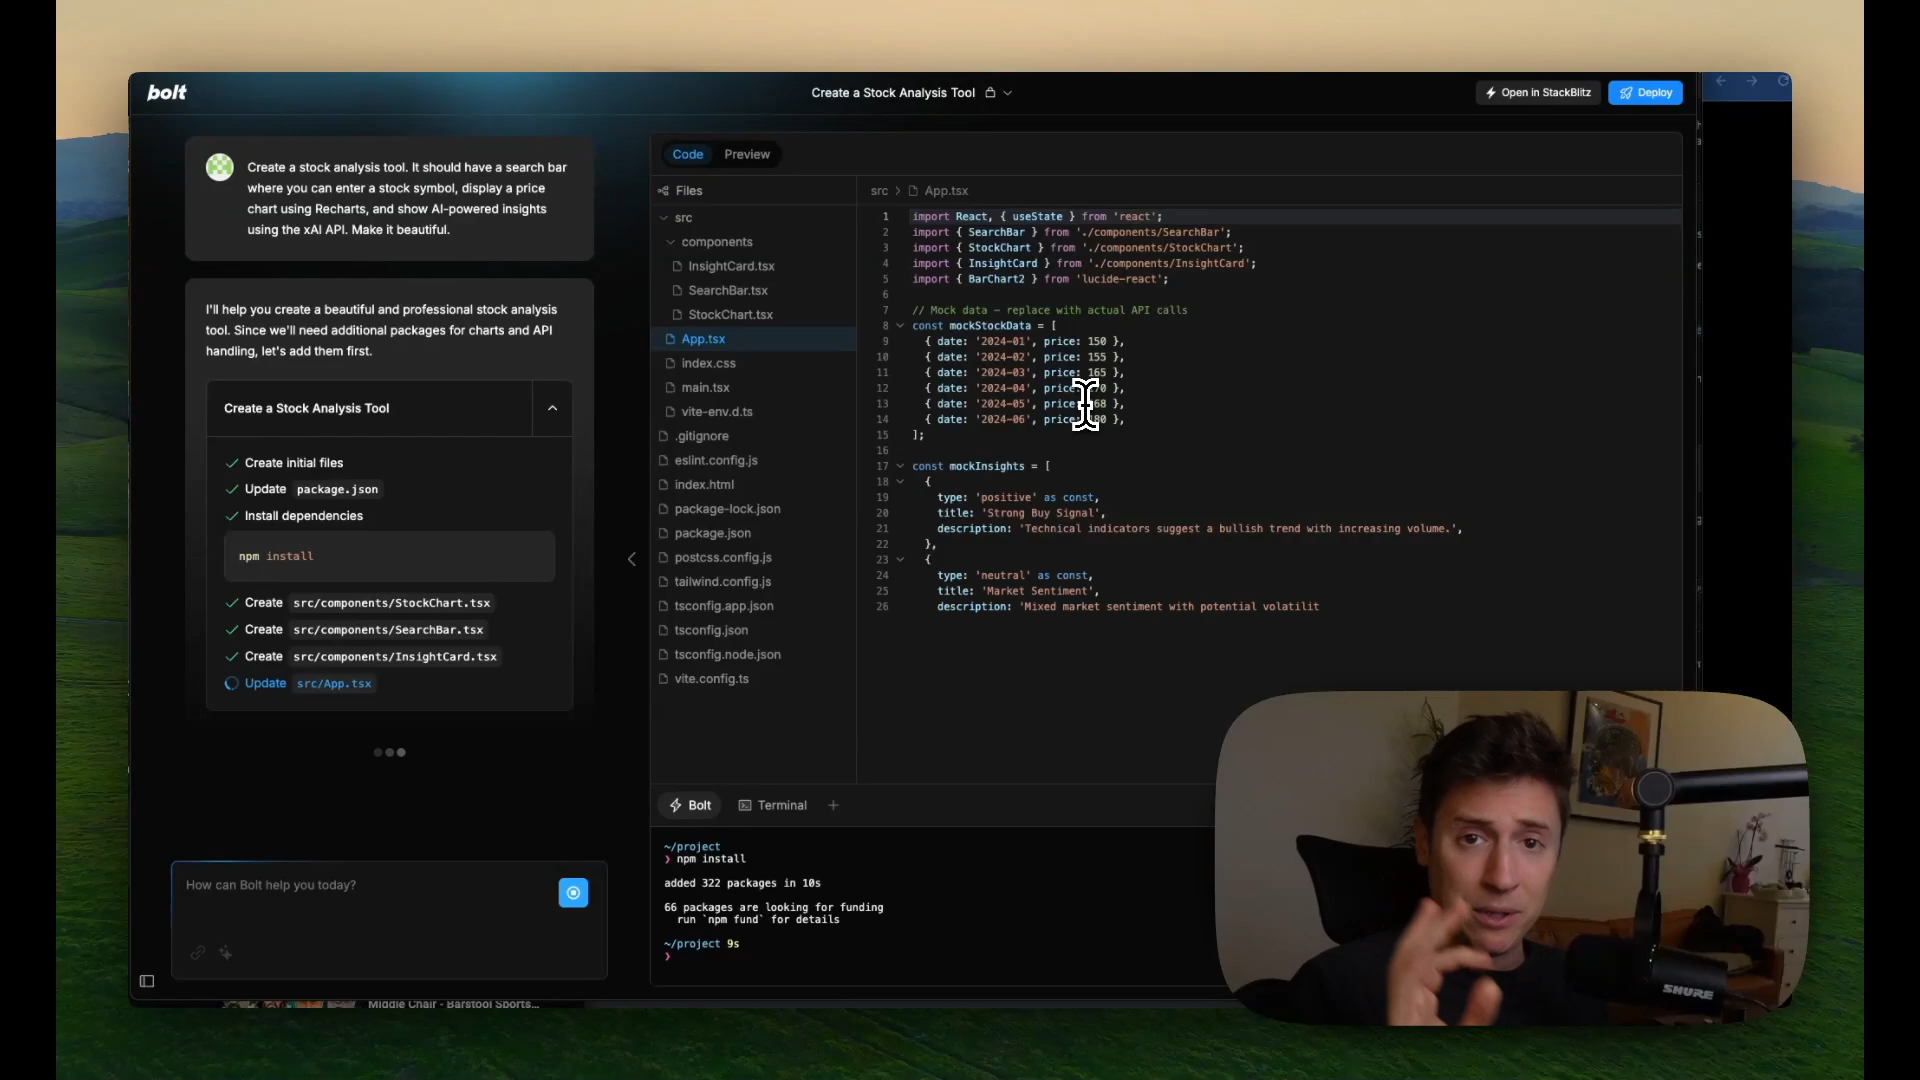 bolt
Create a Stock Analysis Tool
Open in StackBlitz
Deploy
Create a stock analysis tool. It should have a search bar
where you can enter a stock symbol, display a price
chart using Recharts, and show AI-powered insights
using the xAI API. Make it beautiful.
I'll help you create a beautiful and professional stock analysis
tool. Since we'll need additional packages for charts and API
handling, let's add them first.
Create a Stock Analysis Tool
Create initial files
Update package.json
Install dependencies
npm install
Create src/components/StockChart.tsx
Create src/components/SearchBar.tsx
Create src/components/InsightCard.tsx
Update src/App.tsx
How can Bolt help you today?
Code Preview
Files
src
components
InsightCard.tsx
SearchBar.tsx
StockChart.tsx
App.tsx
index.css
main.tsx
vite-env.d.ts
.gitignore
eslint.config.js
index.html
package-lock.json
package.json
postcss.config.js
tailwind.config.js
tsconfig.app.json
tsconfig.json
tsconfig.node.json
vite.config.ts
src > App.tsx
1 import React, { useState } from 'react';
2 import { SearchBar } from './components/SearchBar';
3 import { StockChart } from './components/StockChart';
4 import { InsightCard } from './components/InsightCard';
5 import { BarChart2 } from 'lucide-react';
6
7 // Mock data – replace with actual API calls
8 const mockStockData = [
9 { date: '2024-01', price: 150 },
10 { date: '2024-02', price: 155 },
11 { date: '2024-03', price: 165 },
12 { date: '2024-04', price: },
13 { date: '2024-05', price: },
14 { date: '2024-06', price: },
15 ];
16
17 const mockInsights = [
18 {
19 type: 'positive' as const,
20 title: 'Strong Buy Signal',
21 description: 'Technical indicators suggest a bullish trend with increasing volume.',
22 },
23 {
24 type: 'neutral' as const,
25 title: 'Market Sentiment',
26 description: 'Mixed market sentiment with potential volatilit
Bolt Terminal +
~/project
❯ npm install
added 322 packages in 10s
66 packages are looking for funding
run `npm fund` for details
~/project 9s
❯
Middle Chair - Barstool Sports...
SHURE